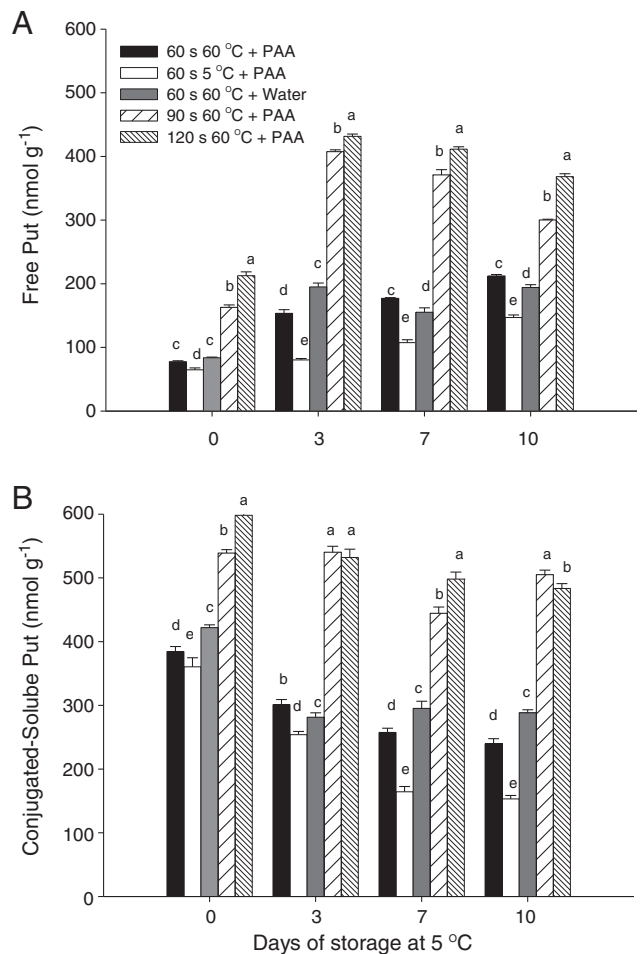 A
600
500
400
300
200
100
0
Free Put (nmol g-1)
60 s 60 °C + PAA
60 s 5 °C + PAA
60 s 60 °C + Water
90 s 60 °C + PAA
120 s 60 °C + PAA
c d c b a
d e c b a
c e d b a
c e d b a
0 3 7 10
B
600
500
400
300
200
100
0
Conjugated-Solube Put (nmol g-1)
d e c b a
b d c a a
d e c b a
d e c a b
0 3 7 10
Days of storage at 5 °C